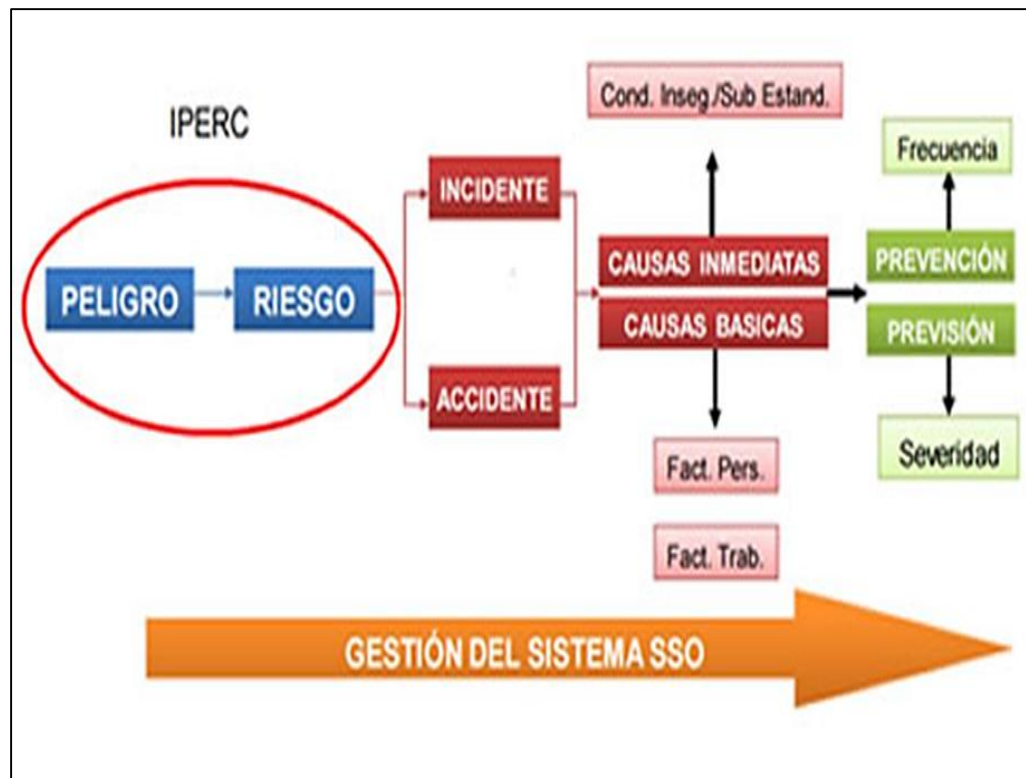 IPERC
PELIGRO
RIESGO
INCIDENTE
ACCIDENTE
Cond. Inseg./Sub Estand.
CAUSAS INMEDIATAS
CAUSAS BASICAS
Fact. Pers.
Fact. Trab.
Frecuencia
PREVENCIÓN
PREVISIÓN
Severidad
GESTIÓN DEL SISTEMA SSO